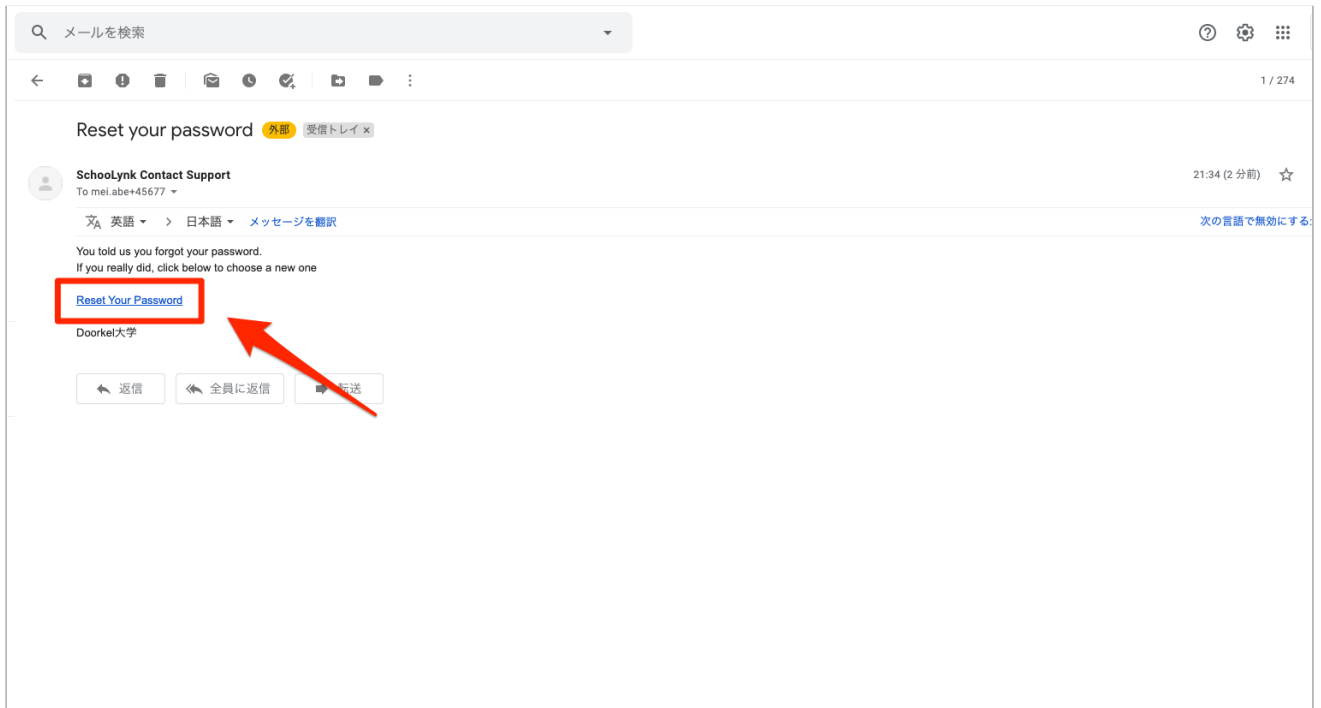 メールを検索
1 / 274
Reset your password 外部 受信トレイ ×
SchooLynk Contact Support
21:34 (2 分前)
To mei.abe+45677
英語 > 日本語 メッセージを翻訳
次の言語で無効にする:
You told us you forgot your password.
If you really did, click below to choose a new one
Reset Your Password
Doorkel大学
返信 全員に返信 転送